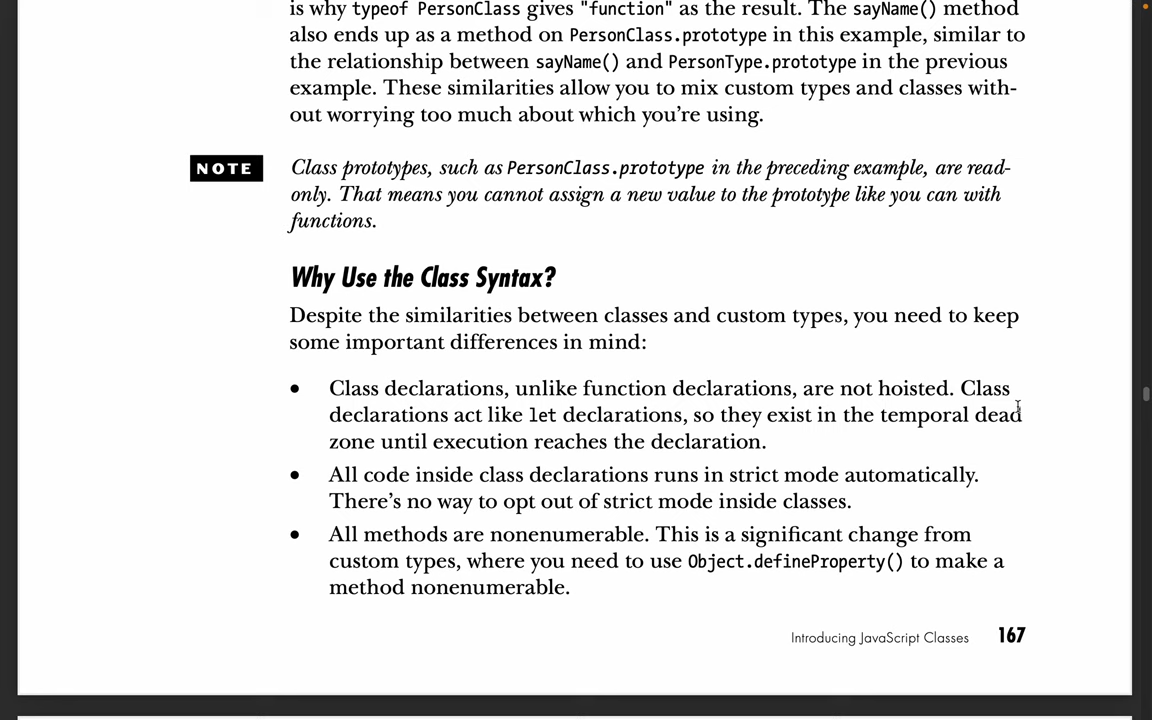 is why typeof PersonClass gives "function" as the result. The sayName() method
also ends up as a method on PersonClass.prototype in this example, similar to
the relationship between sayName() and PersonType.prototype in the previous
example. These similarities allow you to mix custom types and classes with-
out worrying too much about which you’re using.
NOTE
Class prototypes, such as PersonClass.prototype in the preceding example, are read-
only. That means you cannot assign a new value to the prototype like you can with
functions.
Why Use the Class Syntax?
Despite the similarities between classes and custom types, you need to keep
some important differences in mind:
• Class declarations, unlike function declarations, are not hoisted. Class
declarations act like let declarations, so they exist in the temporal dead
zone until execution reaches the declaration.
• All code inside class declarations runs in strict mode automatically.
There’s no way to opt out of strict mode inside classes.
• All methods are nonenumerable. This is a significant change from
custom types, where you need to use Object.defineProperty() to make a
method nonenumerable.
Introducing JavaScript Classes 167